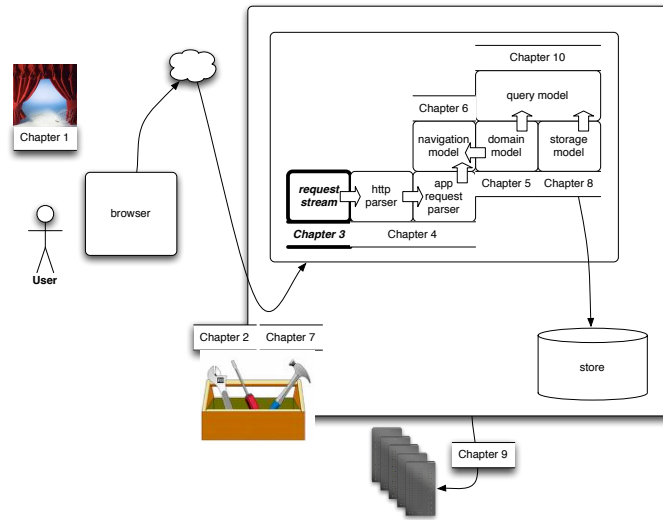 Chapter 10
query model
Chapter 6
navigation
model
domain
model
storage
model
Chapter 1
request
stream
http
parser
app
request
parser
Chapter 5
Chapter 8
browser
Chapter 3
Chapter 4
User
Chapter 2
Chapter 7
store
Chapter 9